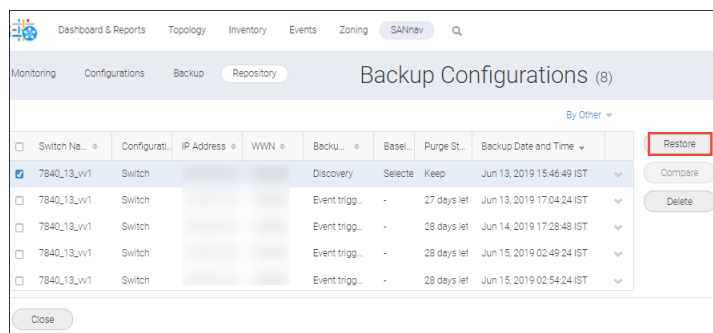 Dashboard & Reports Topology Inventory Events Zoning SANnav
Monitoring Configurations Backup Repository Backup Configurations (8)
By Other
Switch Na... Configurati... IP Address WWN Backu... Basel... Purge St... Backup Date and Time
Restore
7840_13_vv1 Switch Discovery Selecte Keep Jun 13, 2019 15:46:49 IST
Compare
7840_13_vv1 Switch Event trigg... - 27 days lef Jun 13, 2019 17:04:24 IST
Delete
7840_13_vv1 Switch Event trigg... - 28 days lef Jun 14, 2019 17:28:48 IST
7840_13_vv1 Switch Event trigg... - 28 days lef Jun 15, 2019 02:49:24 IST
7840_13_vv1 Switch Event trigg... - 28 days lef Jun 15, 2019 02:54:24 IST
Close